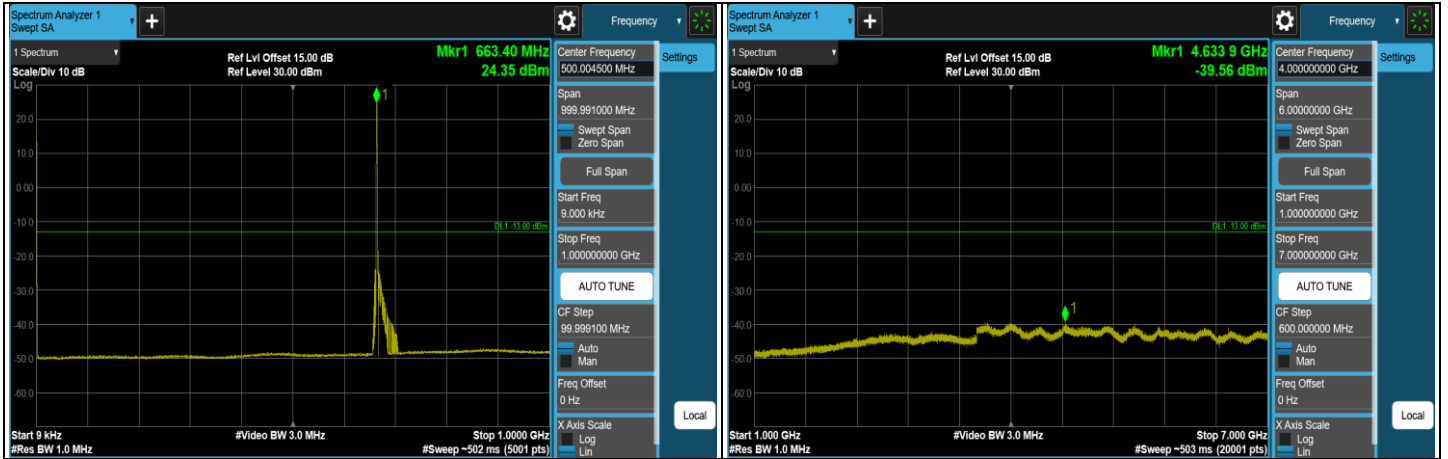 Spectrum Analyzer 1
Swept SA
+
Frequency
1 Spectrum
Scale/Div 10 dB
Log
Ref Lvl Offset 15.00 dB
Ref Level 30.00 dBm
Mkr1 663.40 MHz
24.35 dBm
1
20.0
10.0
0.00
-10.0
-20.0
-30.0
-40.0
-50.0
-60.0
DL1 -13.00 dBm
Start 9 kHz
#Res BW 1.0 MHz
#Video BW 3.0 MHz
Stop 1.0000 GHz
#Sweep ~502 ms (5001 pts)
Center Frequency
500.004500 MHz
Settings
Span
999.991000 MHz
Swept Span
Zero Span
Full Span
Start Freq
9.000 kHz
Stop Freq
1.000000000 GHz
AUTO TUNE
CF Step
99.999100 MHz
Auto
Man
Freq Offset
0 Hz
X Axis Scale
Log
Lin
Local
Spectrum Analyzer 1
Swept SA
+
Frequency
1 Spectrum
Scale/Div 10 dB
Log
Ref Lvl Offset 15.00 dB
Ref Level 30.00 dBm
Mkr1 4.633 9 GHz
-39.56 dBm
1
20.0
10.0
0.00
-10.0
-20.0
-30.0
-40.0
-50.0
-60.0
DL1 -13.00 dBm
Start 1.000 GHz
#Res BW 1.0 MHz
#Video BW 3.0 MHz
Stop 7.000 GHz
#Sweep ~503 ms (20001 pts)
Center Frequency
4.000000000 GHz
Settings
Span
6.00000000 GHz
Swept Span
Zero Span
Full Span
Start Freq
1.000000000 GHz
Stop Freq
7.000000000 GHz
AUTO TUNE
CF Step
600.000000 MHz
Auto
Man
Freq Offset
0 Hz
X Axis Scale
Log
Lin
Local